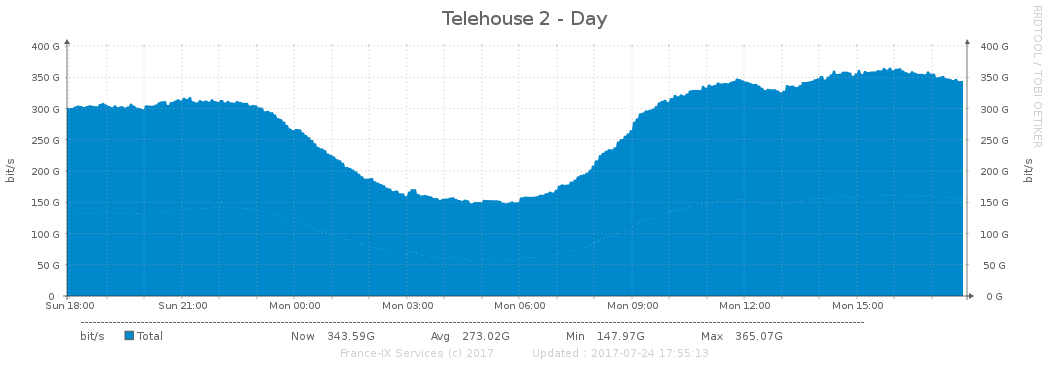 Telehouse 2 - Day
RRDTOOL / TOBI OETIKER
bit/s
400 G
350 G
300 G
250 G
200 G
150 G
100 G
50 G
0
400 G
350 G
300 G
250 G
200 G
150 G
100 G
50 G
0 G
bit/s
Sun 18:00 Sun 21:00 Mon 00:00 Mon 03:00 Mon 06:00 Mon 09:00 Mon 12:00 Mon 15:00
bit/s Total Now 343.59G Avg 273.02G Min 147.97G Max 365.07G
France-IX Services (c) 2017 Updated : 2017-07-24 17:55:13